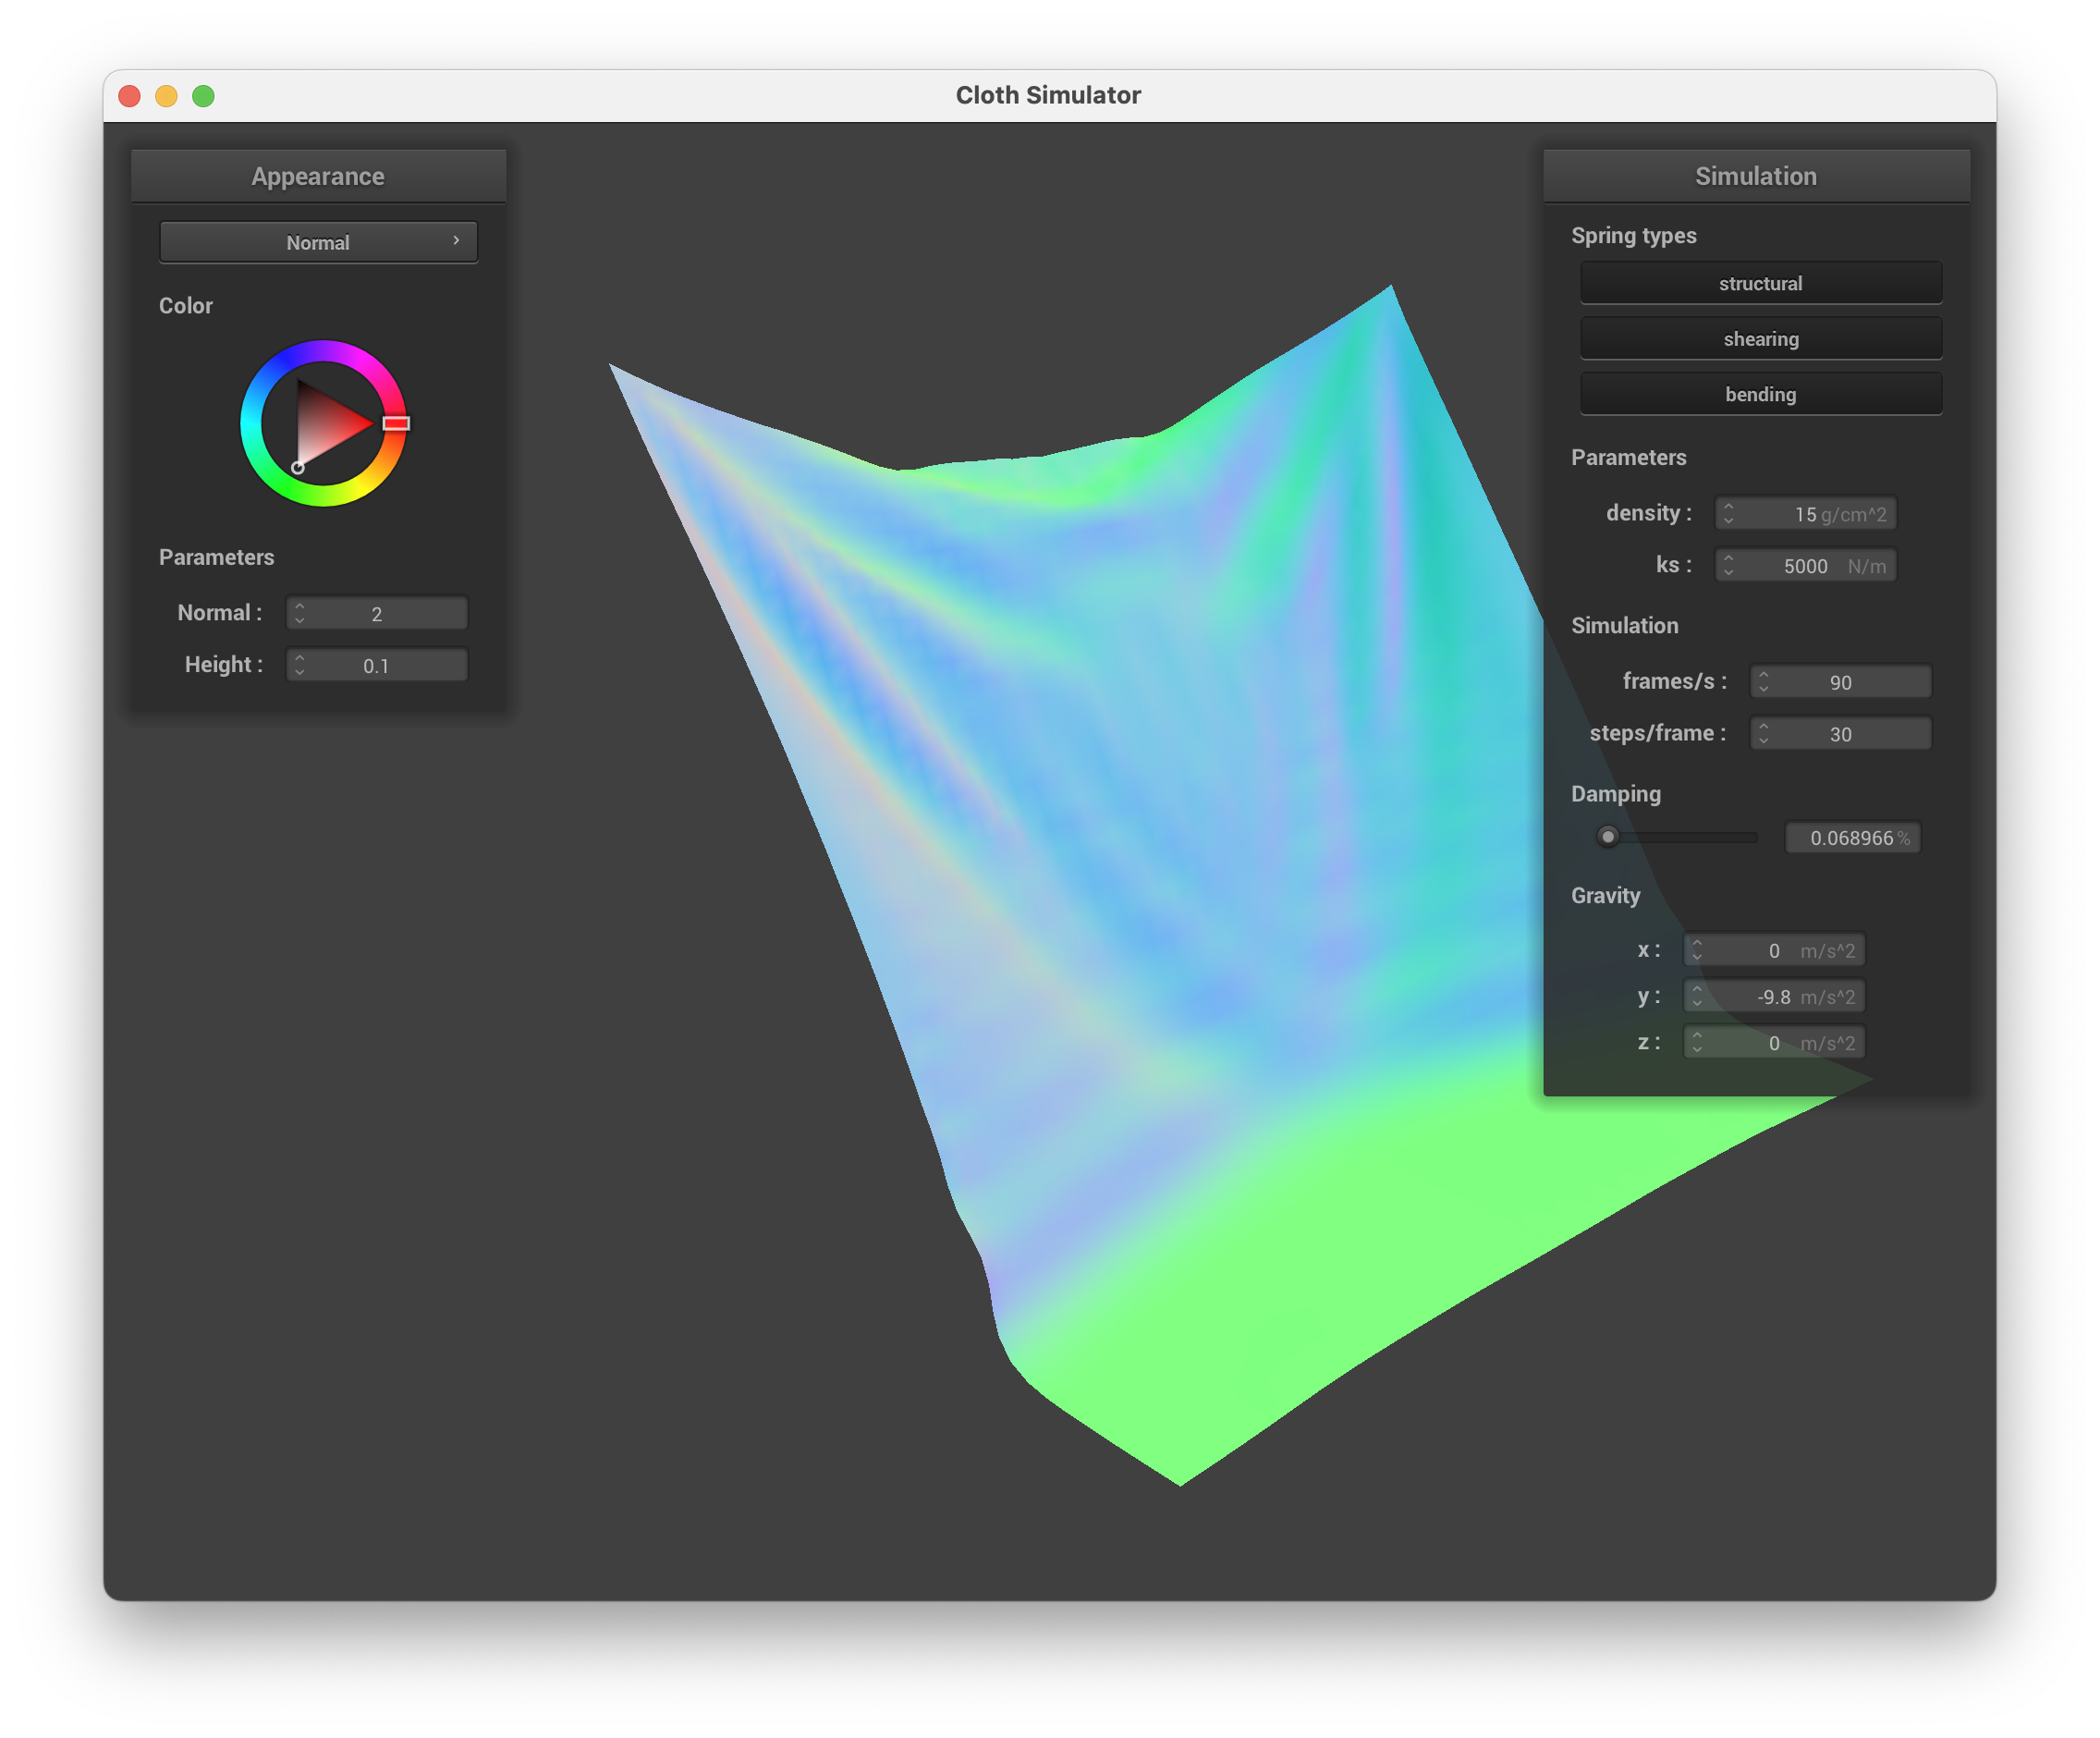 Cloth Simulator
Appearance
Normal
Color
Parameters
Normal : 2
Height : 0.1
Simulation
Spring types
structural
shearing
bending
Parameters
density : 15 g/cm^2
ks : 5000 N/m
Simulation
frames/s : 90
steps/frame : 30
Damping
0.068966 %
Gravity
x : 0 m/s^2
y : -9.8 m/s^2
z : 0 m/s^2